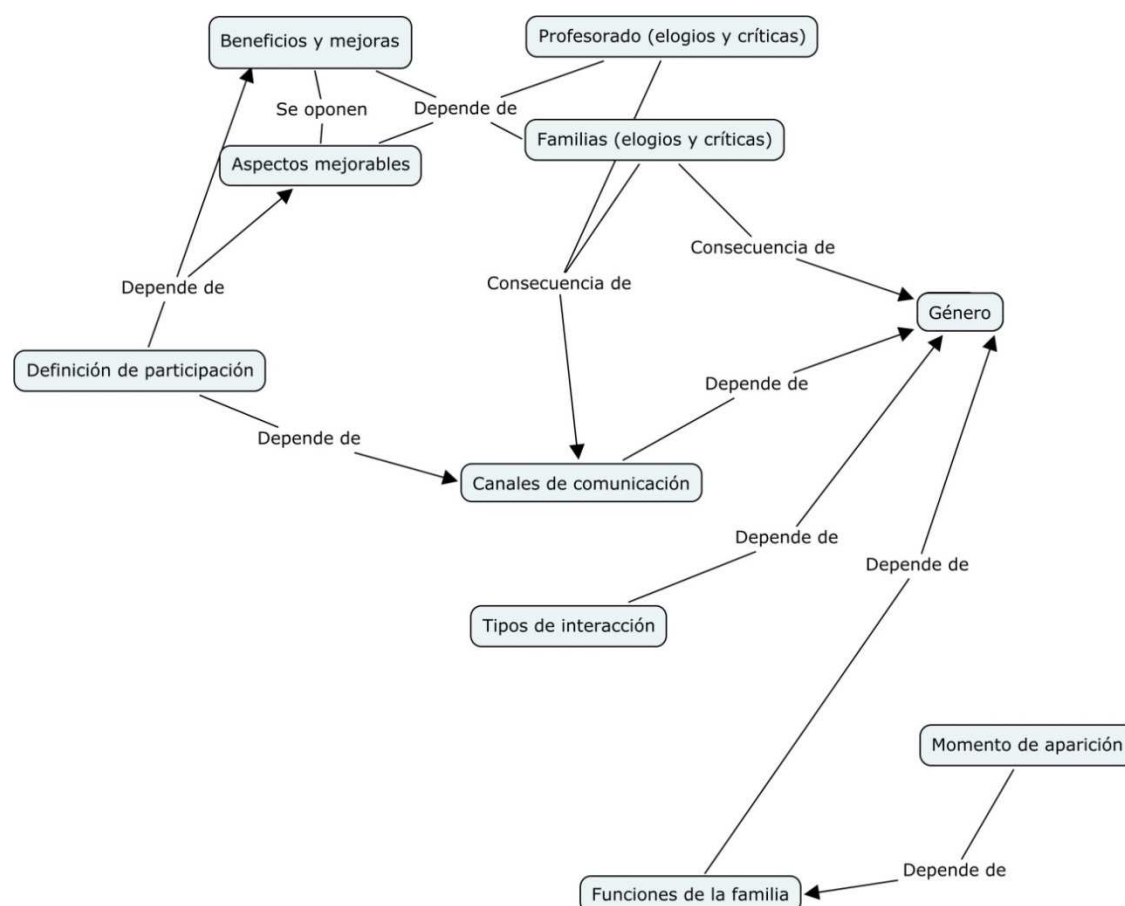 Beneficios y mejoras
Profesorado (elogios y críticas)
Se oponen
Depende de
Familias (elogios y críticas)
Aspectos mejorables
Consecuencia de
Depende de
Consecuencia de
Género
Definición de participación
Depende de
Depende de
Canales de comunicación
Depende de
Depende de
Tipos de interacción
Momento de aparición
Depende de
Funciones de la familia